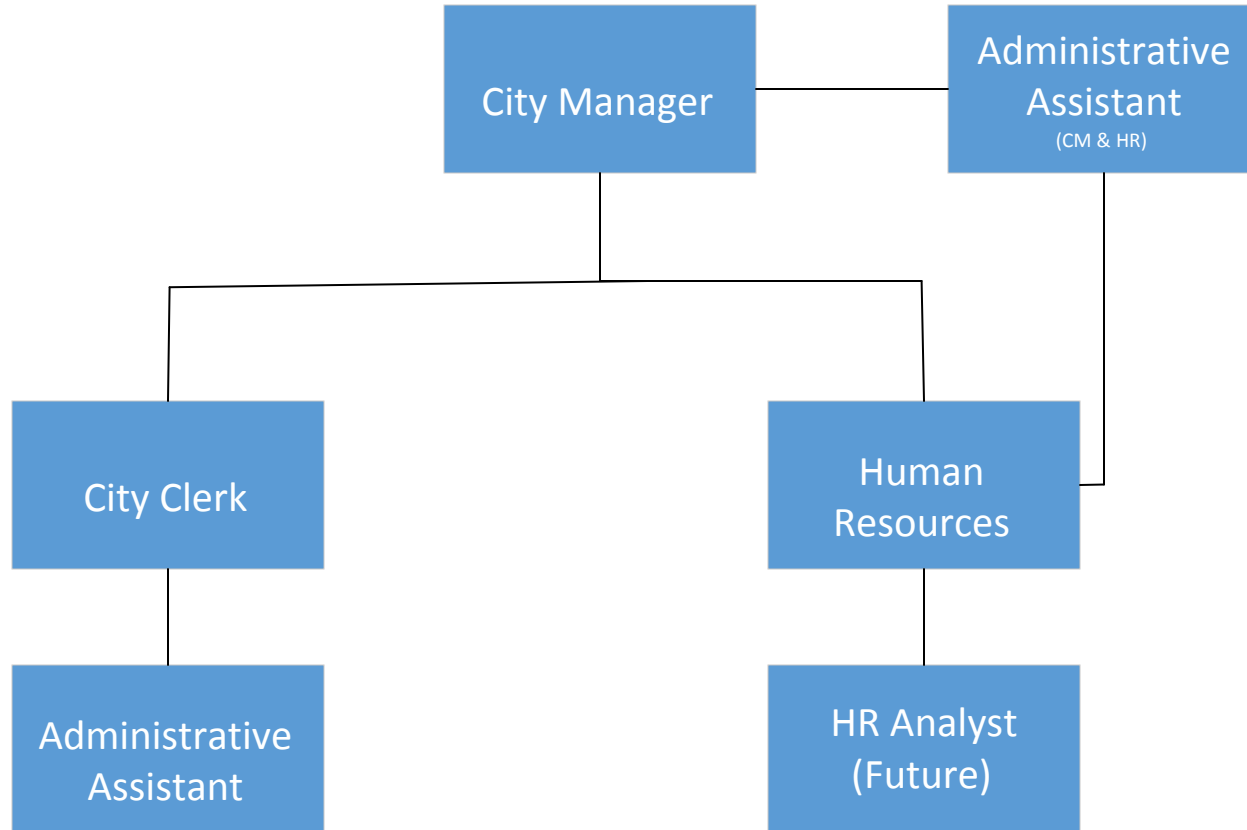 City Manager
Administrative
Assistant
(CM & HR)
City Clerk
Human
Resources
Administrative
Assistant
HR Analyst
(Future)